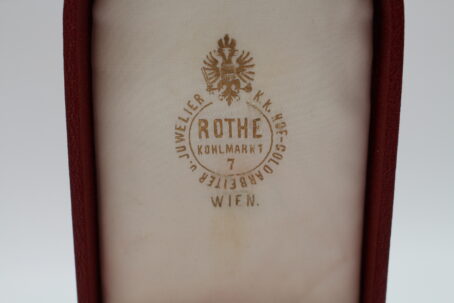 K.K. HOF-GOLDARBEITER U. JUWELIER
ROTHE
KOHLMARKT
7
WIEN.